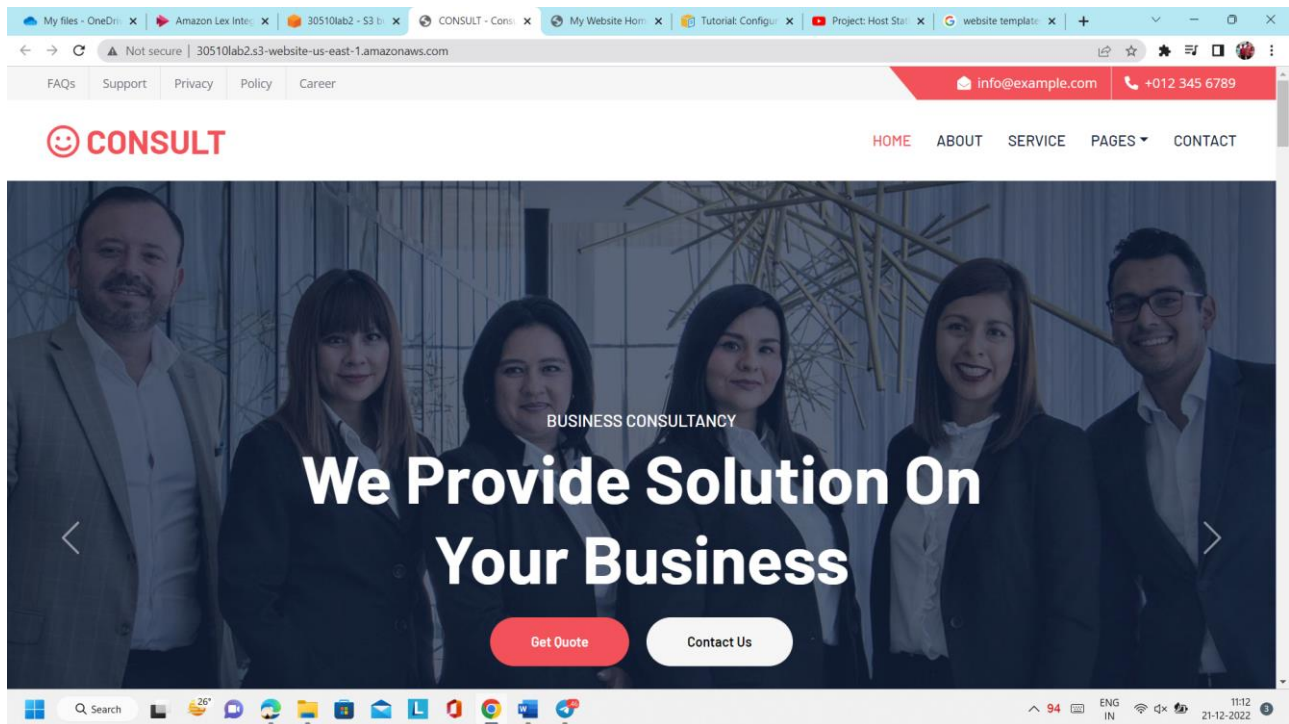 My files - OneDri
Amazon Lex Integ
30510lab2 - S3 b
CONSULT - Cons
My Website Hom
Tutorial: Configur
Project: Host Stat
website template
Not secure | 30510lab2.s3-website-us-east-1.amazonaws.com
FAQs Support Privacy Policy Career
info@example.com +012 345 6789
CONSULT
HOME ABOUT SERVICE PAGES CONTACT
BUSINESS CONSULTANCY
We Provide Solution On
Your Business
Get Quote Contact Us
Search
26°
94
ENG
IN
11:12
21-12-2022
3